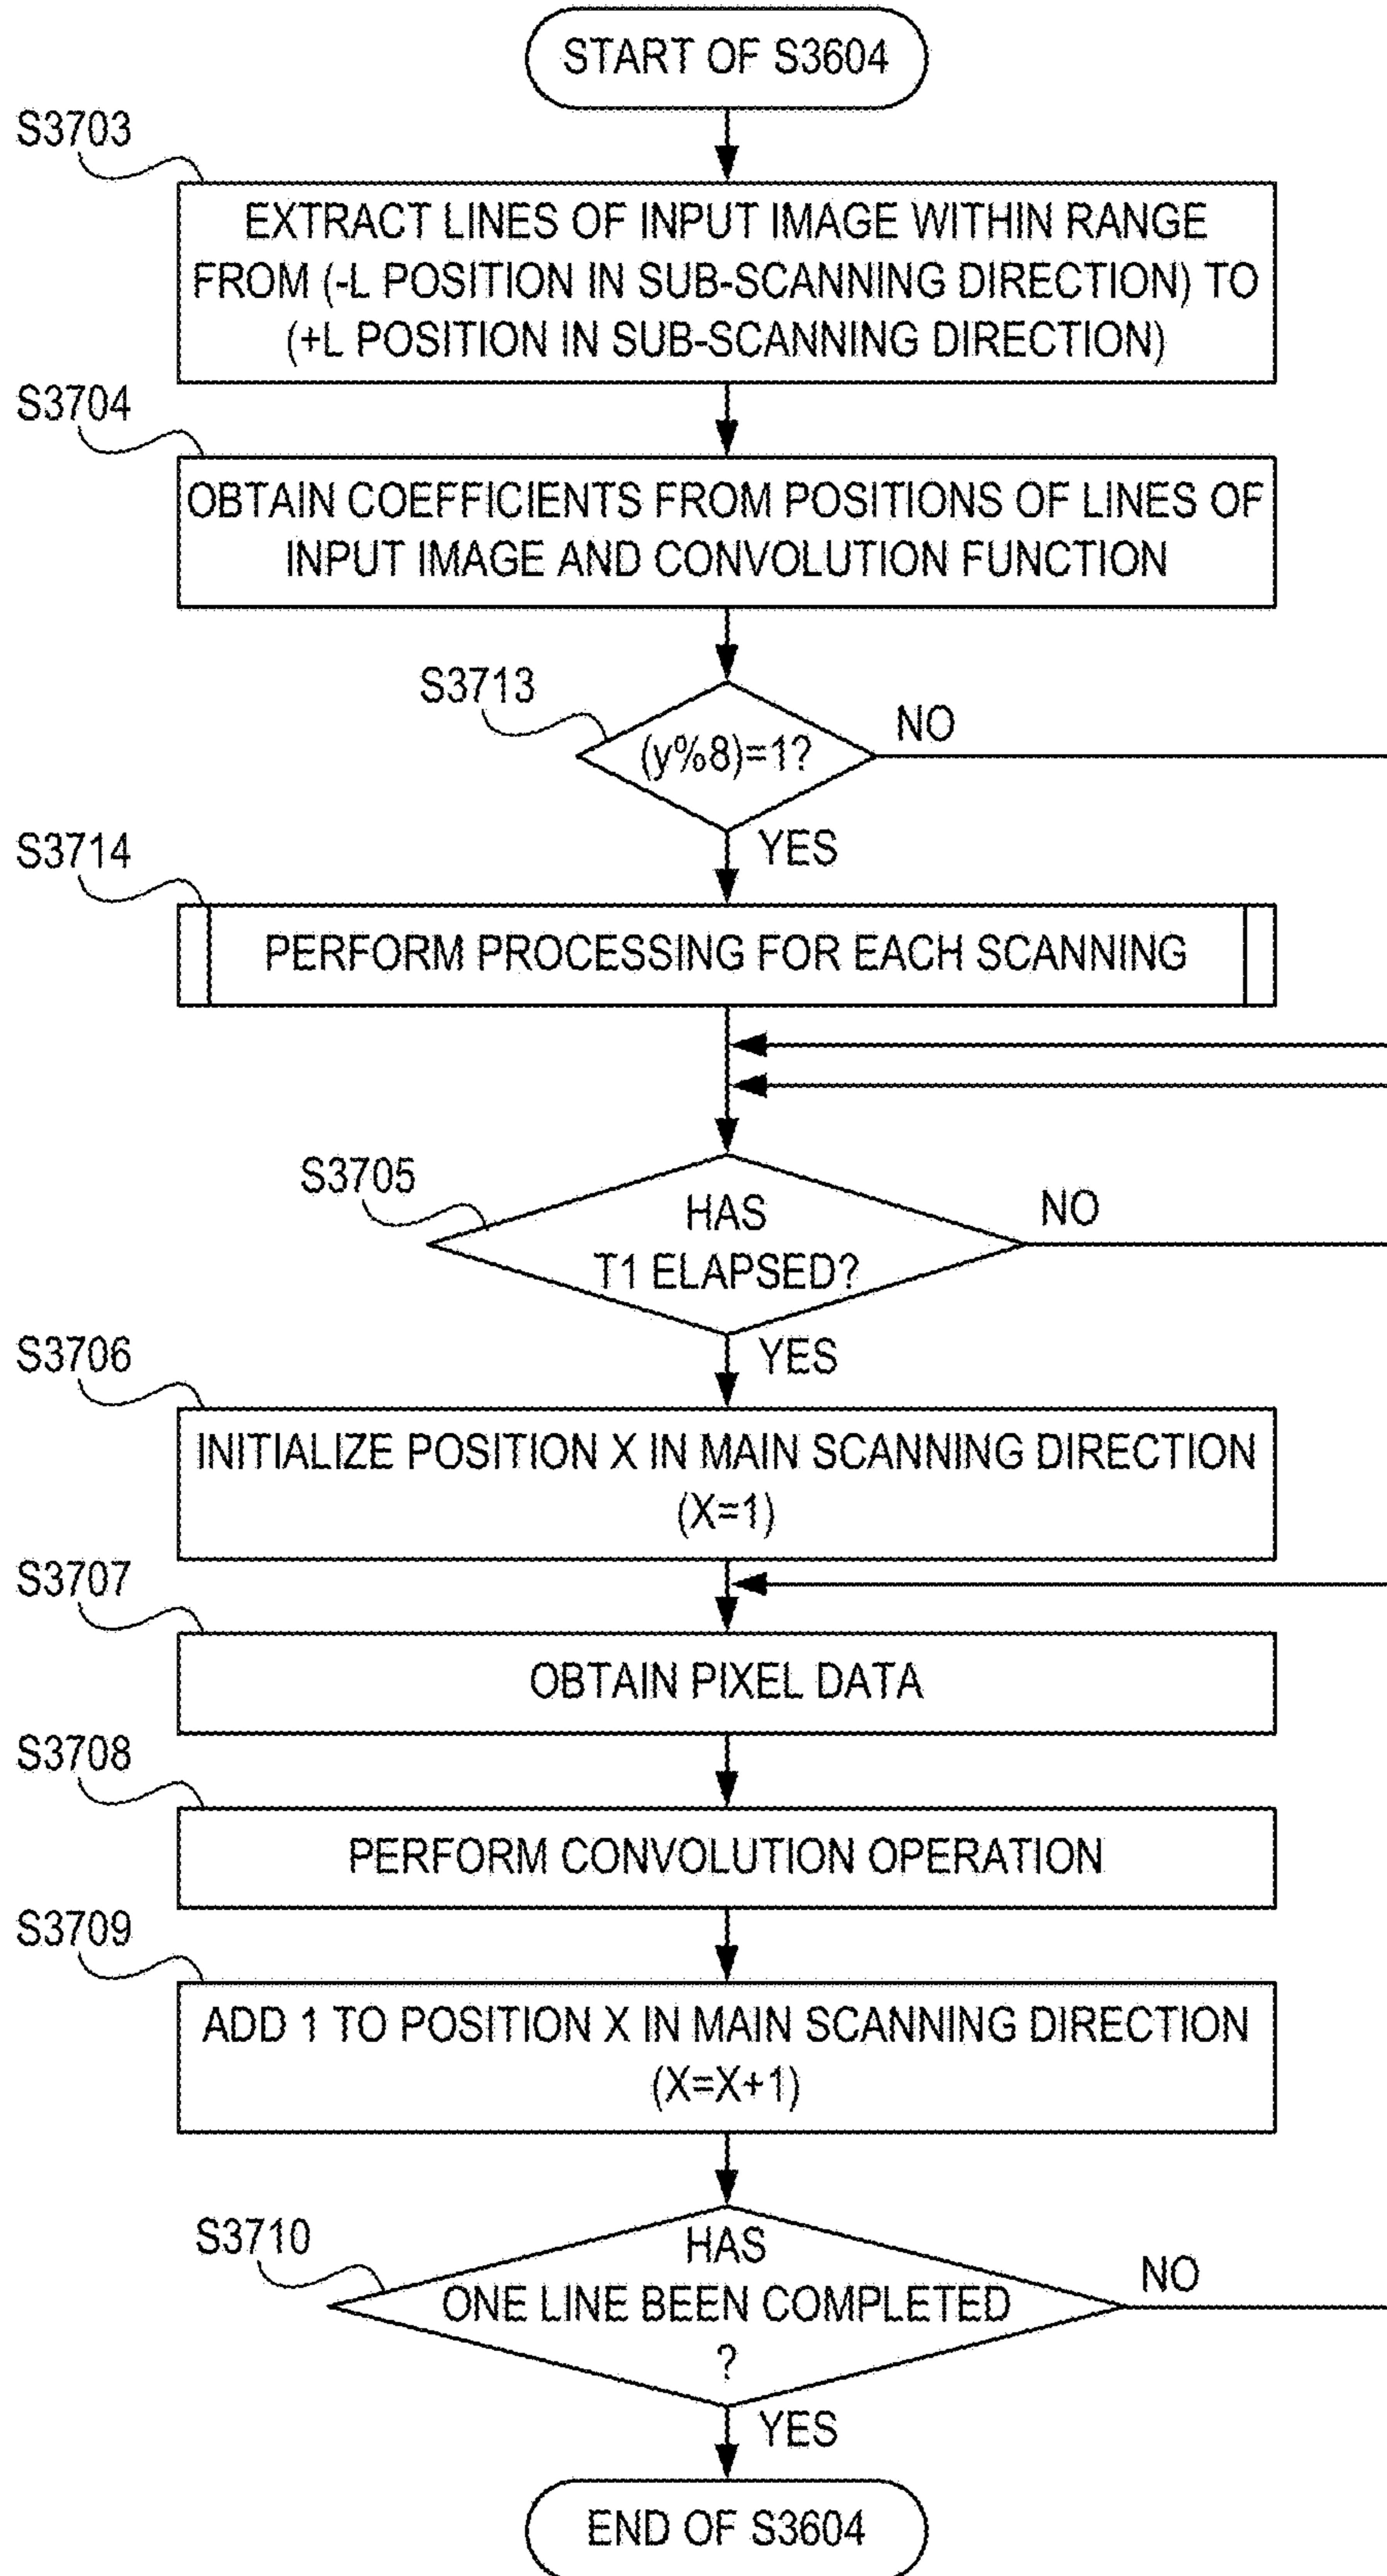 START OF S3604
S3703
EXTRACT LINES OF INPUT IMAGE WITHIN RANGE
FROM (-L POSITION IN SUB-SCANNING DIRECTION) TO
(+L POSITION IN SUB-SCANNING DIRECTION)
S3704
OBTAIN COEFFICIENTS FROM POSITIONS OF LINES OF
INPUT IMAGE AND CONVOLUTION FUNCTION
S3713
(y%8)=1?
NO
YES
S3714
PERFORM PROCESSING FOR EACH SCANNING
S3705
HAS
T1 ELAPSED?
NO
YES
S3706
INITIALIZE POSITION X IN MAIN SCANNING DIRECTION
(X=1)
S3707
OBTAIN PIXEL DATA
S3708
PERFORM CONVOLUTION OPERATION
S3709
ADD 1 TO POSITION X IN MAIN SCANNING DIRECTION
(X=X+1)
S3710
HAS
ONE LINE BEEN COMPLETED
?
NO
YES
END OF S3604